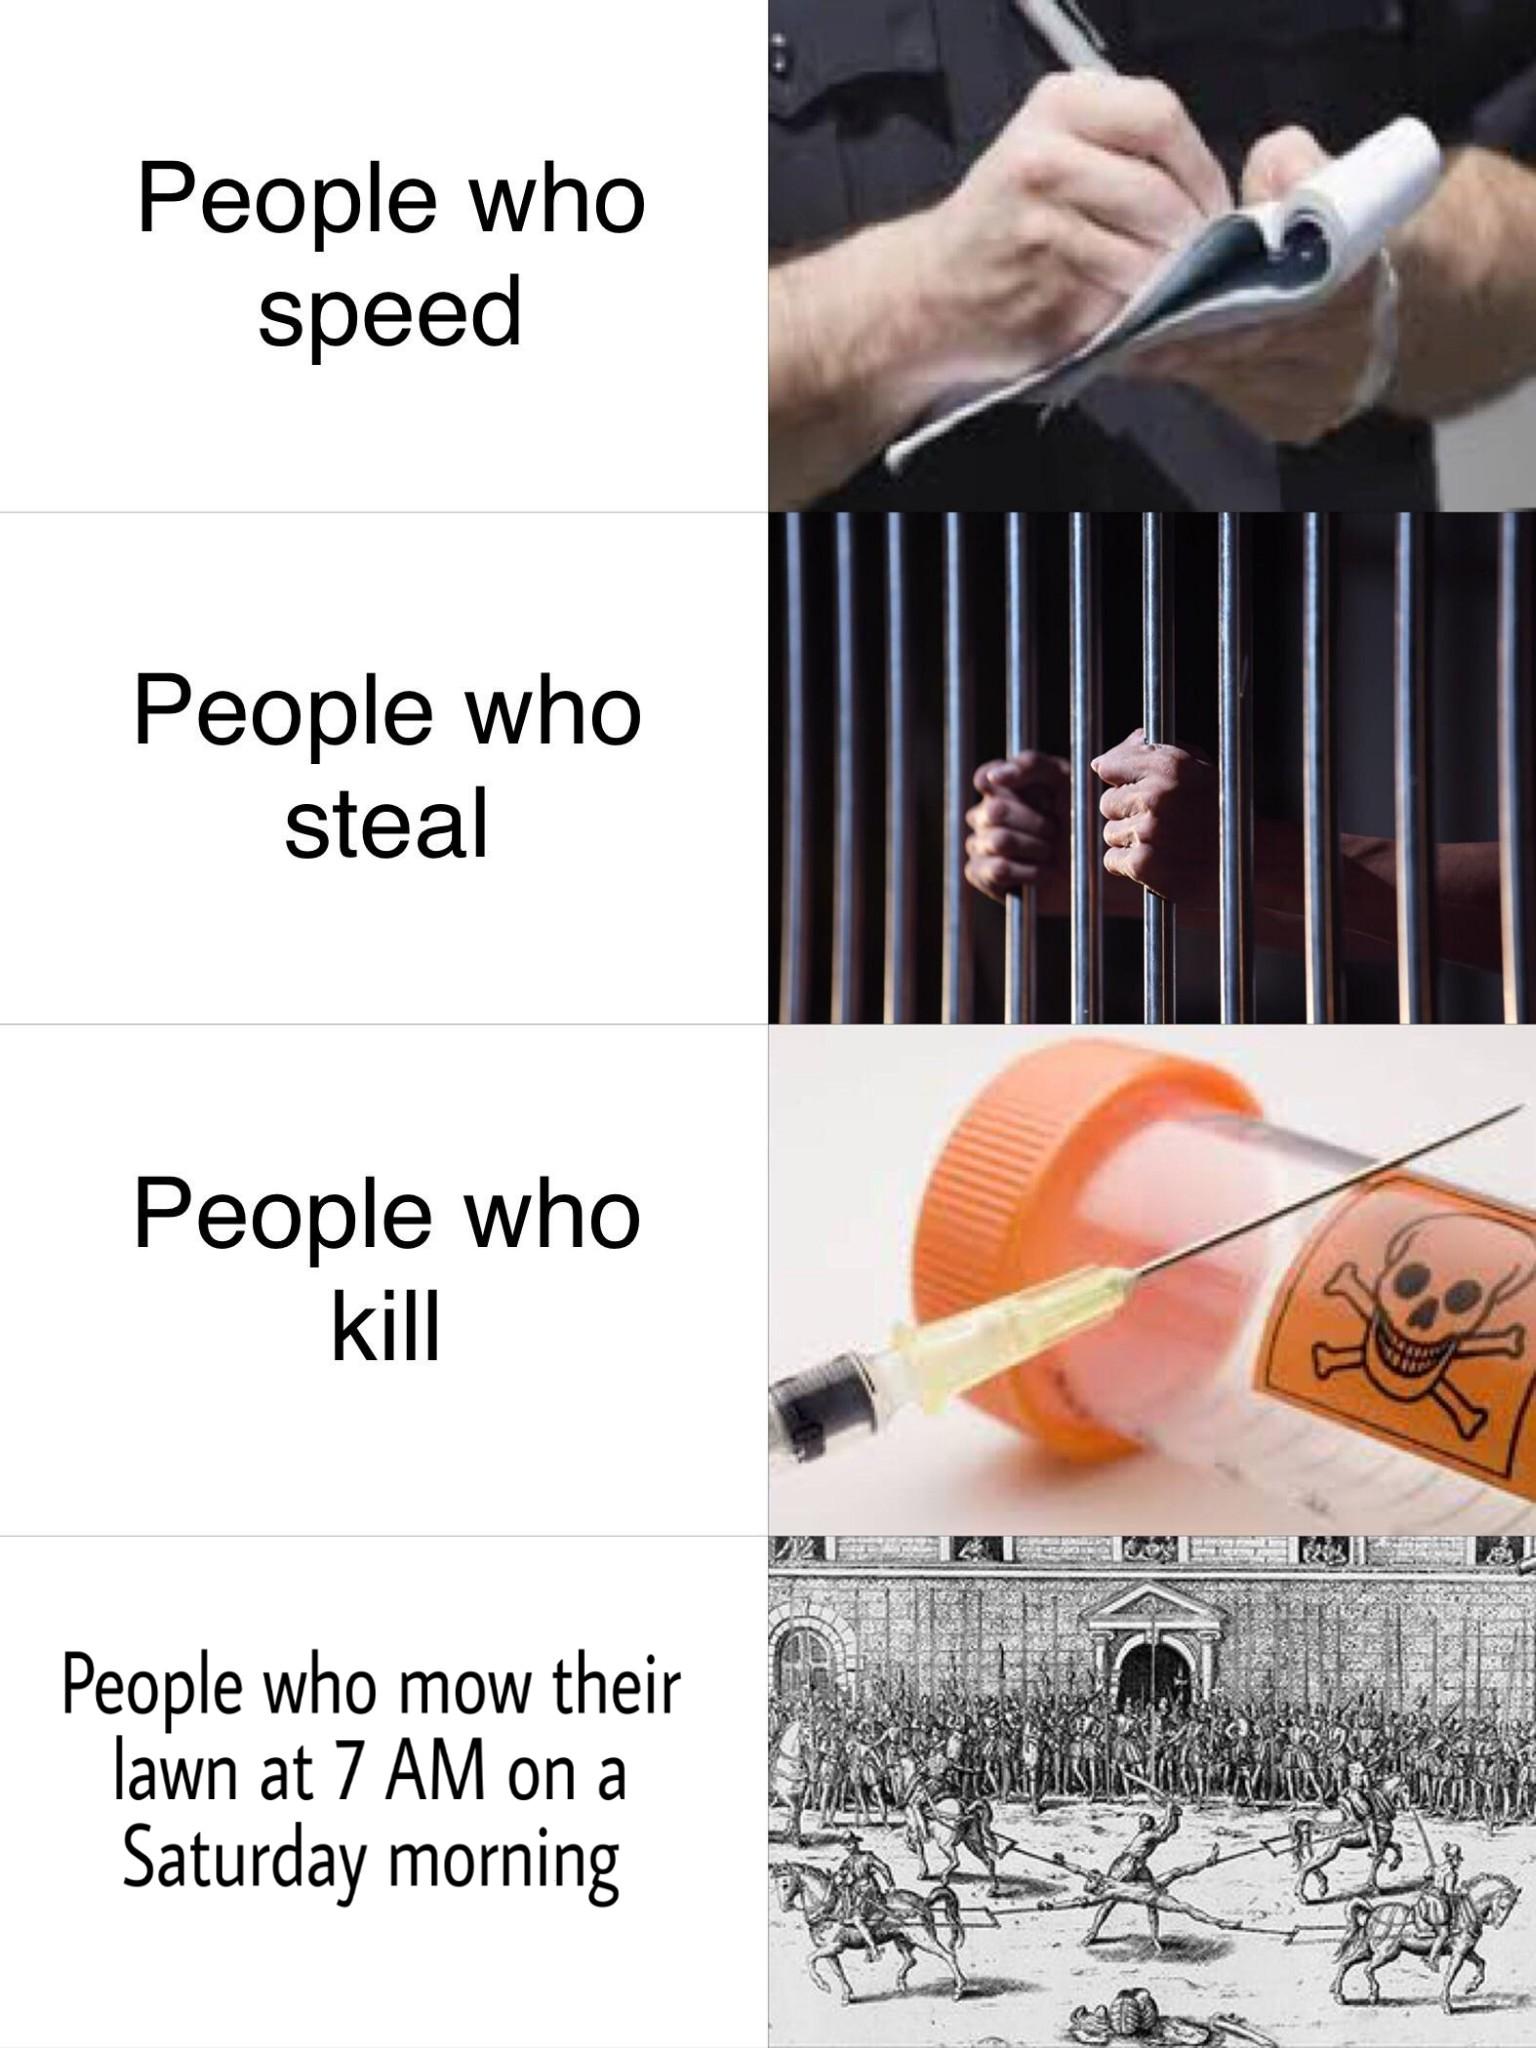 People who
speed
People who
steal
People who
kill
People who mow their
lawn at 7 AM on a
Saturday morning